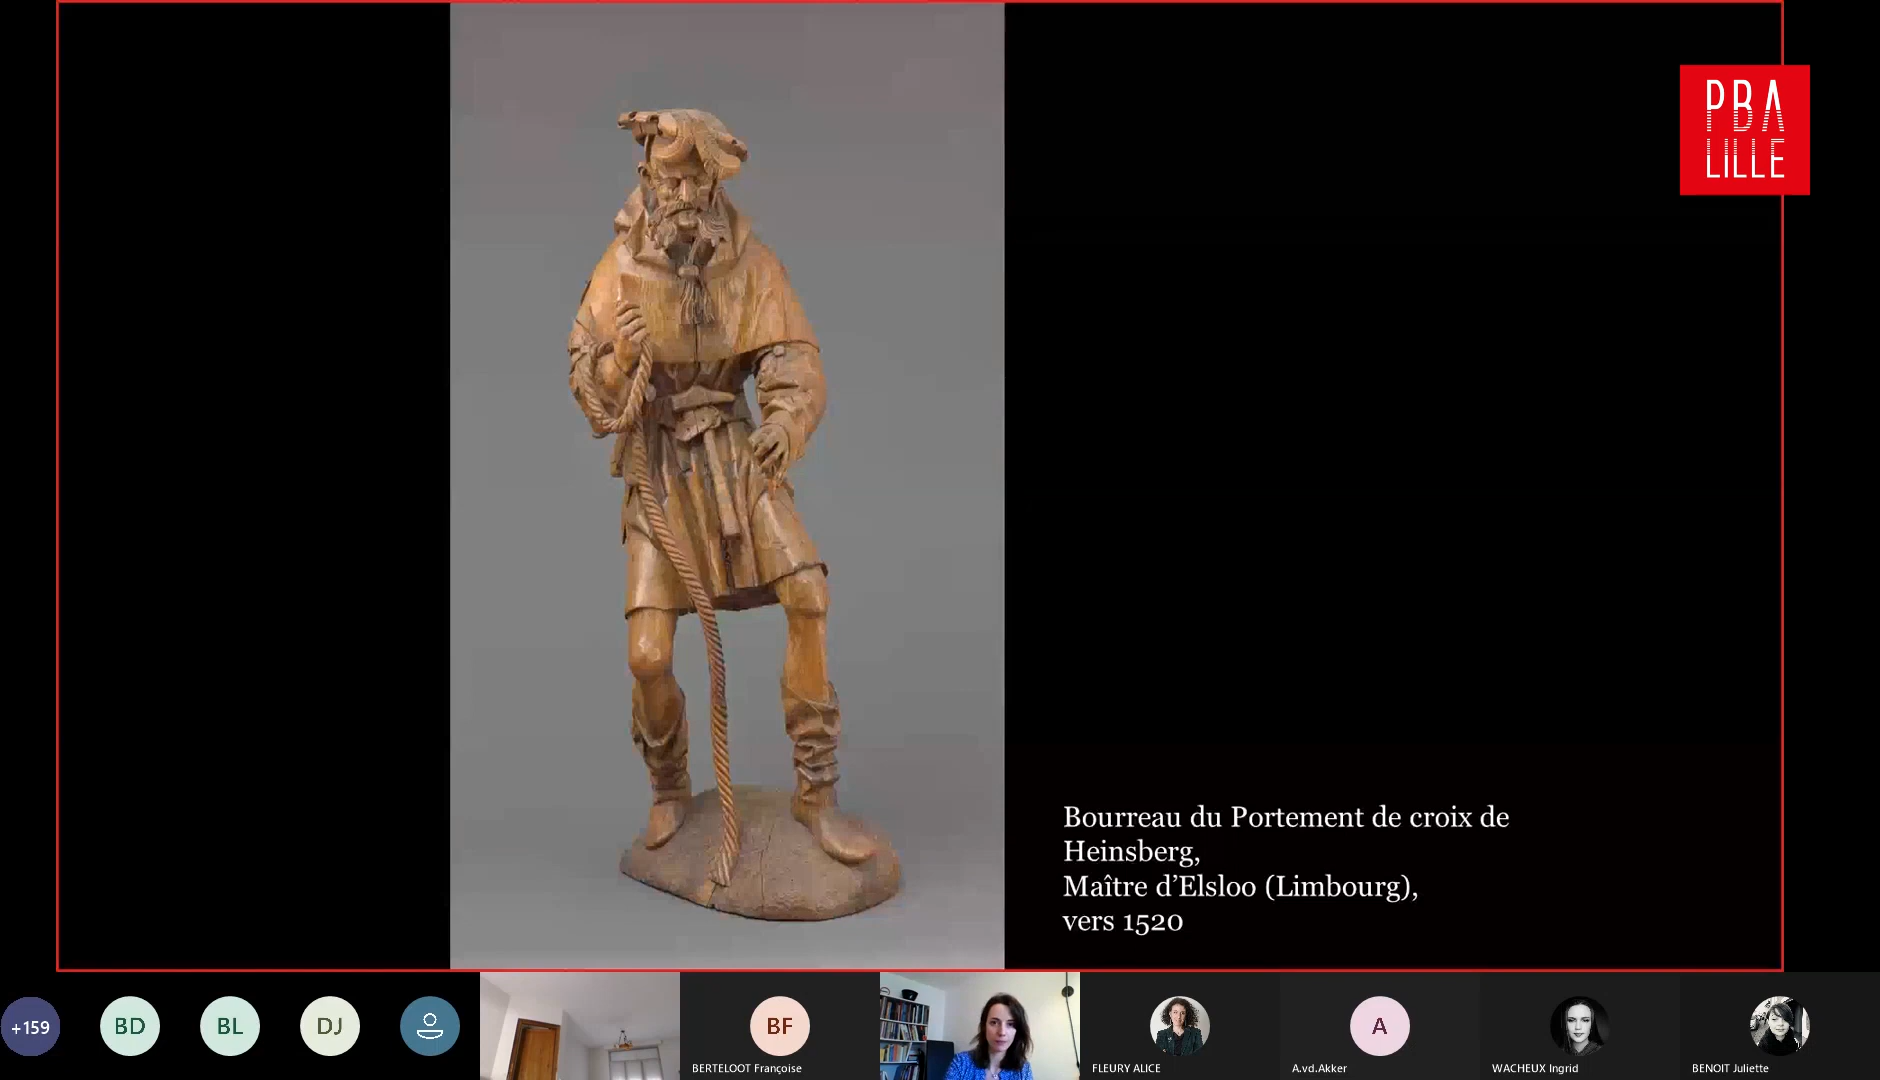 PBA
LILLE
Bourreau du Portement de croix de
Heinsberg,
Maître d’Elsloo (Limbourg),
vers 1520
+159
BD
BL
DJ
BF
A
BERTELOOT Françoise
FLEURY ALICE
A.vd.Akker
WACHEUX Ingrid
BENOIT Juliette